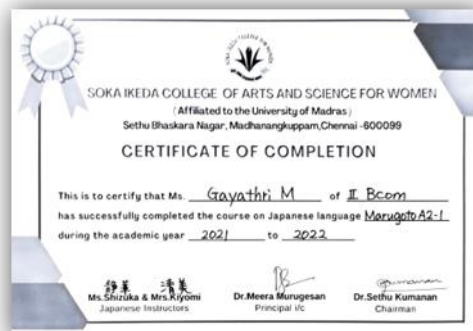 SOKA IKEDA COLLEGE OF ARTS AND SCIENCE FOR WOMEN
(Affiliated to the University of Madras)
Sethu Bhaskara Nagar, Madhanangkuppam,Chennai -600099
CERTIFICATE OF COMPLETION
This is to certify that Ms. Gayathri M of II Bcom
has successfully completed the course on Japanese language Marugoto A2-1
during the academic year 2021 to 2022
清美
Ms.Shizuka & Mrs.Kiyomi Dr.Meera Murugesan Dr.Sethu Kumanan
Japanese Instructors Principal i/c Chairman